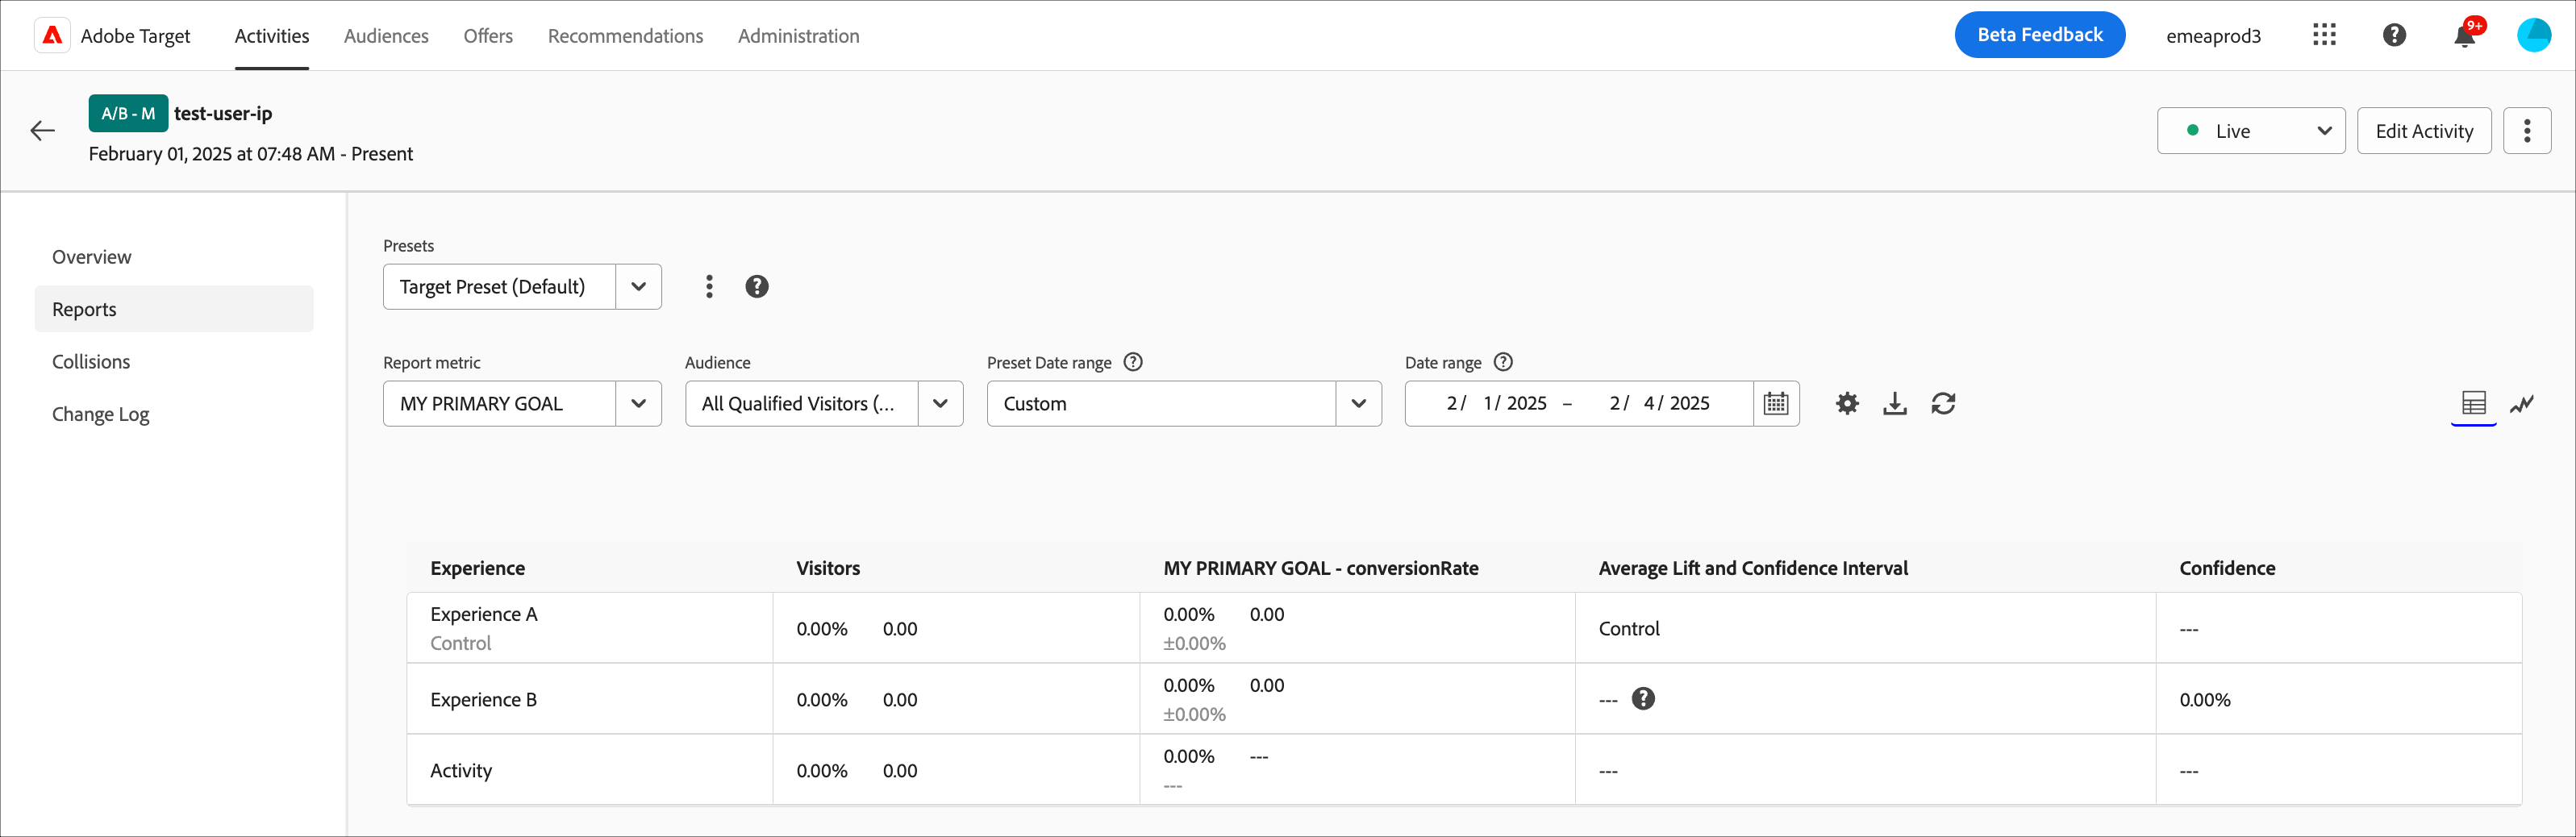 Adobe Target Activities Audiences Offers Recommendations Administration Beta Feedback emeaprod3 9+
A/B - M test-user-ip
February 01, 2025 at 07:48 AM - Present
Live Edit Activity
Overview
Reports
Collisions
Change Log
Presets
Target Preset (Default)
Report metric Audience Preset Date range Date range
MY PRIMARY GOAL All Qualified Visitors (... Custom 2/ 1/ 2025 – 2/ 4/ 2025
Experience Visitors MY PRIMARY GOAL - conversionRate Average Lift and Confidence Interval Confidence
Experience A
Control
0.00% 0.00
0.00% 0.00
±0.00%
Control
---
Experience B
0.00% 0.00
0.00% 0.00
±0.00%
---
0.00%
Activity
0.00% 0.00
0.00% ---
---
---
---